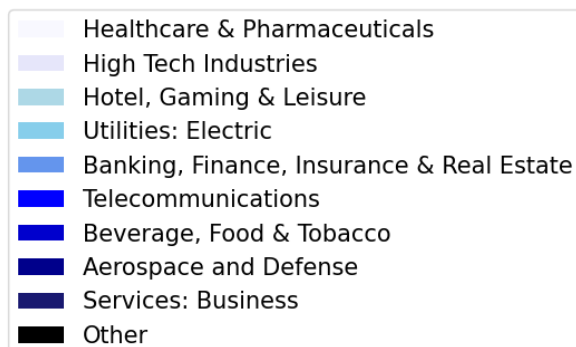 Healthcare & Pharmaceuticals
High Tech Industries
Hotel, Gaming & Leisure
Utilities: Electric
Banking, Finance, Insurance & Real Estate
Telecommunications
Beverage, Food & Tobacco
Aerospace and Defense
Services: Business
Other